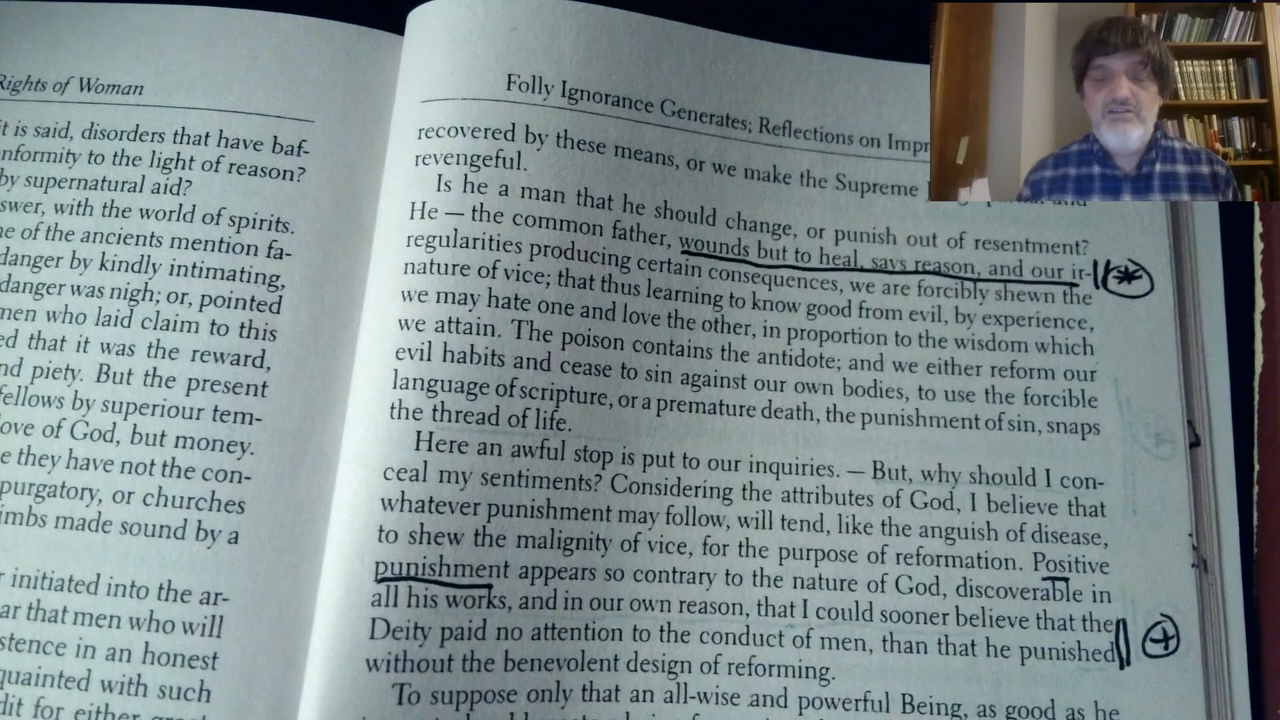 Rights of Woman
it is said, disorders that have baf-
nformity to the light of reason?
by supernatural aid?
swer, with the world of spirits.
ne of the ancients mention fa-
danger by kindly intimating,
danger was nigh; or, pointed
men who laid claim to this
ed that it was the reward,
nd piety. But the present
fellows by superiour tem-
ove of God, but money.
e they have not the con-
purgatory, or churches
imbs made sound by a
r initiated into the ar-
ar that men who will
stence in an honest
quainted with such
dit for either
Folly Ignorance Generates; Reflections on Impr
recovered by these means, or we make the Supreme
revengeful.
Is he a man that he should change, or punish out of resentment?
He — the common father, wounds but to heal, says reason, and our ir-
regularities producing certain consequences, we are forcibly shewn the
nature of vice; that thus learning to know good from evil, by experience,
we may hate one and love the other, in proportion to the wisdom which
we attain. The poison contains the antidote; and we either reform our
evil habits and cease to sin against our own bodies, to use the forcible
language of scripture, or a premature death, the punishment of sin, snaps
the thread of life.
Here an awful stop is put to our inquiries. — But, why should I con-
ceal my sentiments? Considering the attributes of God, I believe that
whatever punishment may follow, will tend, like the anguish of disease,
to shew the malignity of vice, for the purpose of reformation. Positive
punishment appears so contrary to the nature of God, discoverable in
all his works, and in our own reason, that I could sooner believe that the
Deity paid no attention to the conduct of men, than that he punished
without the benevolent design of reforming.
To suppose only that an all-wise and powerful Being, as good as he